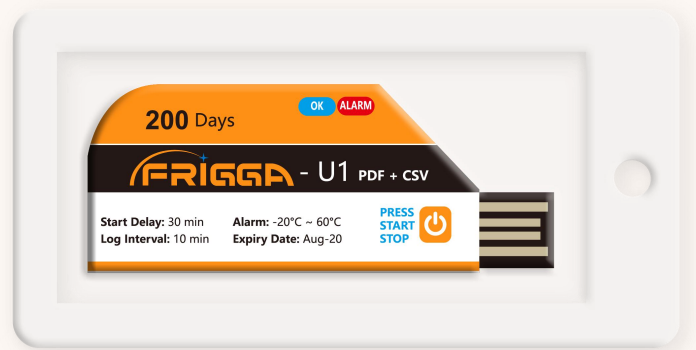 OK ALARM
200 Days
FRIGGA - U1 PDF + CSV
Start Delay: 30 min Alarm: -20°C ~ 60°C
Log Interval: 10 min Expiry Date: Aug-20
PRESS
START
STOP